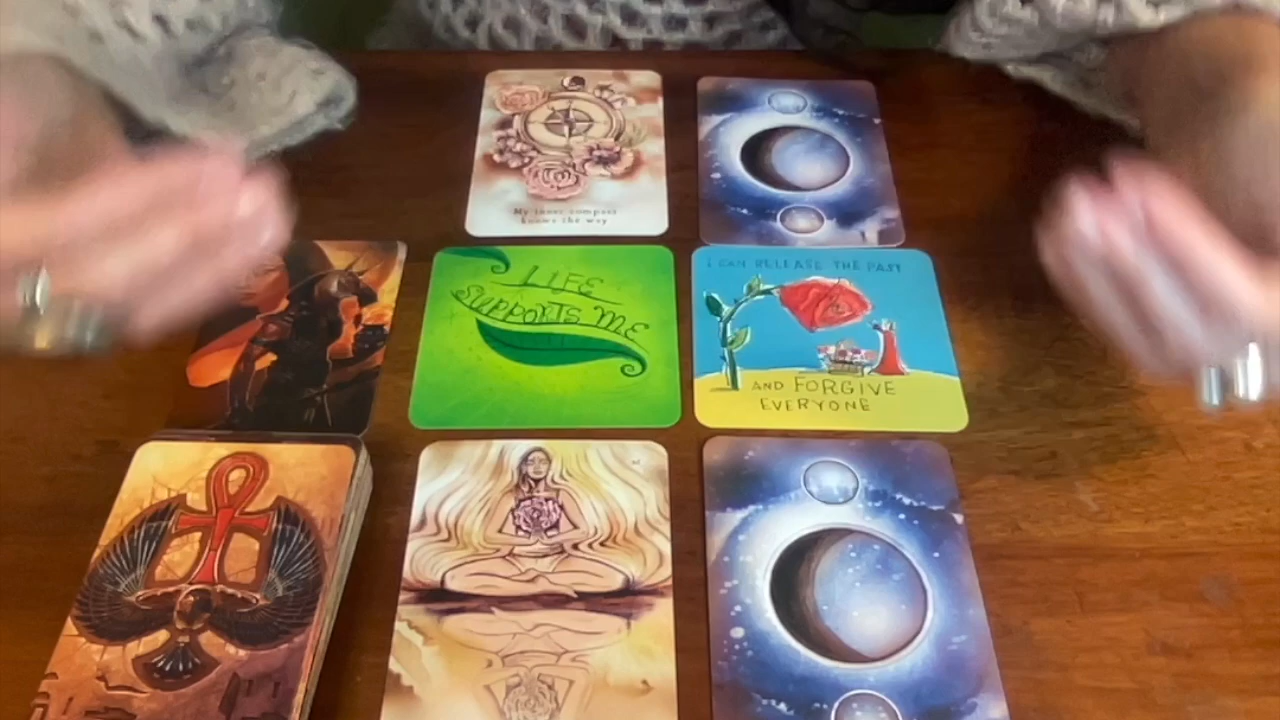 My inner compass
knows the way
LIFE
SUPPORTS ME
I CAN RELEASE THE PAST
AND FORGIVE
EVERYONE